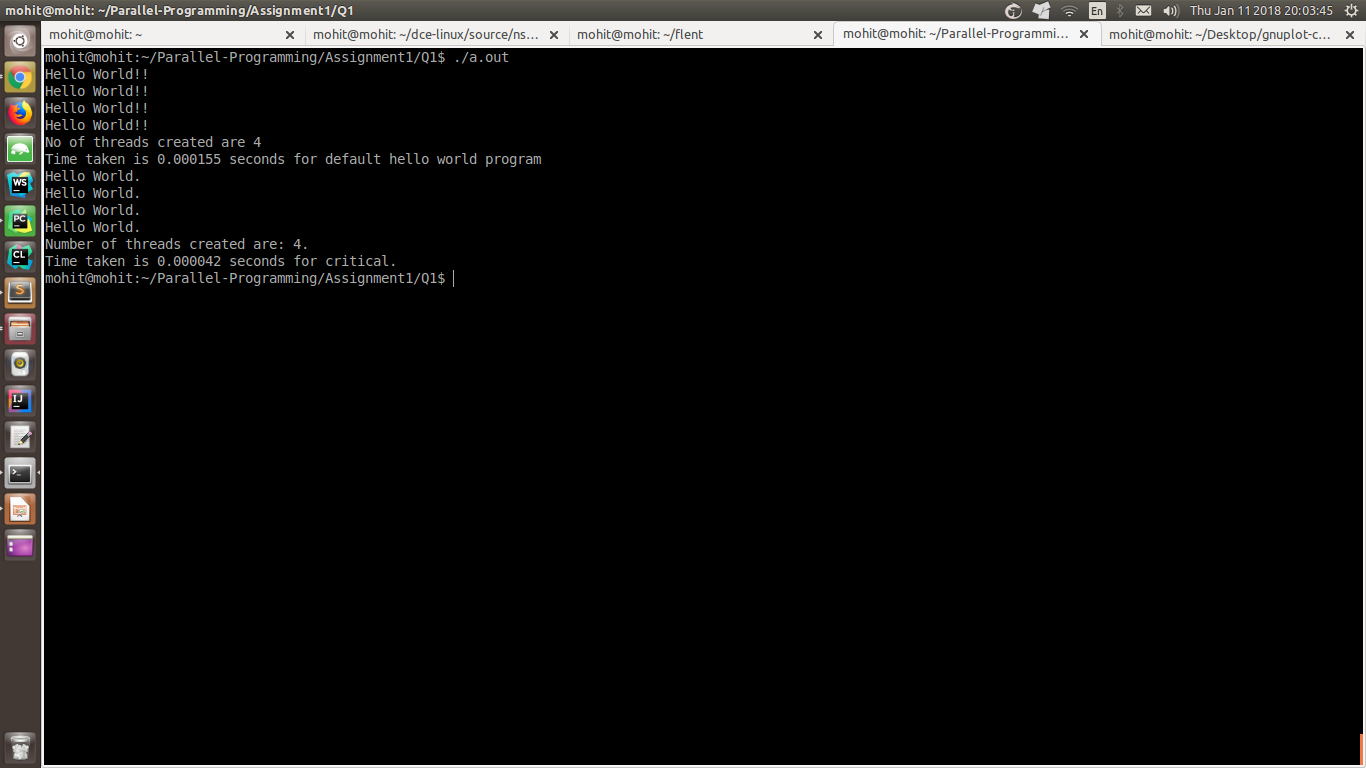 mohit@mohit: ~/Parallel-Programming/Assignment1/Q1
En
Thu Jan 11 2018 20:03:45
mohit@mohit: ~
mohit@mohit: ~/dce-linux/source/ns...
mohit@mohit: ~/flent
mohit@mohit: ~/Parallel-Programmi...
mohit@mohit: ~/Desktop/gnuplot-c...
mohit@mohit:~/Parallel-Programming/Assignment1/Q1$ ./a.out
Hello World!!
Hello World!!
Hello World!!
Hello World!!
No of threads created are 4
Time taken is 0.000155 seconds for default hello world program
Hello World.
Hello World.
Hello World.
Hello World.
Number of threads created are: 4.
Time taken is 0.000042 seconds for critical.
mohit@mohit:~/Parallel-Programming/Assignment1/Q1$
WS
PC
CL
S
IJ